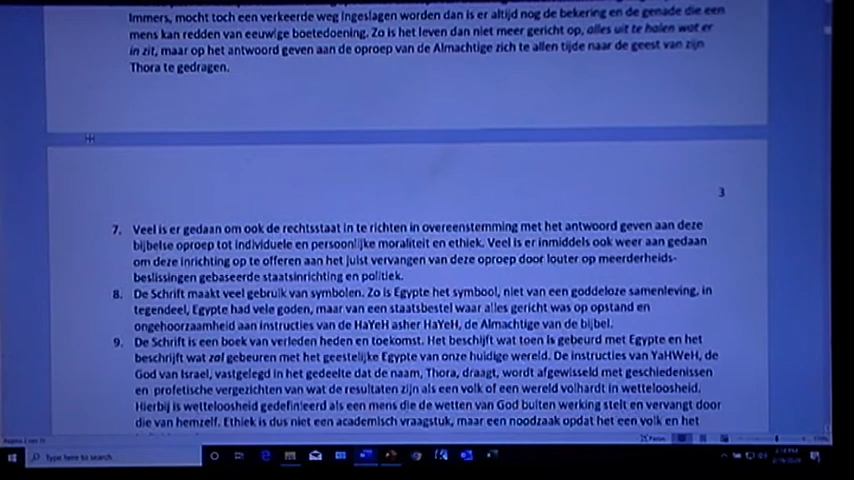 Immers, mocht toch een verkeerde weg ingeslagen worden dan is er altijd nog de bekering en de genade die een
mens kan redden van eeuwige boetedoening. Zo is het leven dan niet meer gericht op, alles uit te halen wat er
in zit, maar op het antwoord geven aan de oproep van de Almachtige zich te allen tijde naar de geest van zijn
Thora te gedragen.
3
7. Veel is er gedaan om ook de rechtsstaat in te richten in overeenstemming met het antwoord geven aan deze
bijbelse oproep tot individuele en persoonlijke moraliteit en ethiek. Veel is er inmiddels ook weer aan gedaan
om deze inrichting op te offeren aan het juist vervangen van deze oproep door louter op meerderheids-
beslissingen gebaseerde staatsinrichting en politiek.
8. De Schrift maakt veel gebruik van symbolen. Zo is Egypte het symbool, niet van een goddeloze samenleving, in
tegendeel, Egypte had vele goden, maar van een staatsbestel waar alles gericht was op opstand en
ongehoorzaamheid aan instructies van de HaYeH asher HaYeH, de Almachtige van de bijbel.
9. De Schrift is een boek van verleden heden en toekomst. Het beschijft wat toen is gebeurd met Egypte en het
beschrijft wat zal gebeuren met het geestelijke Egypte van onze huidige wereld. De instructies van YaHWeH, de
God van Israel, vastgelegd in het gedeelte dat de naam, Thora, draagt, wordt afgewisseld met geschiedenissen
en profetische vergezichten van wat de resultaten zijn als een volk of een wereld volhardt in wetteloosheid.
Hierbij is wetteloosheid gedefinieerd als een mens die de wetten van God buiten werking stelt en vervangt door
die van hemzelf. Ethiek is dus niet een academisch vraagstuk, maar een noodzaak opdat het een volk en het
Focus
Type here to search